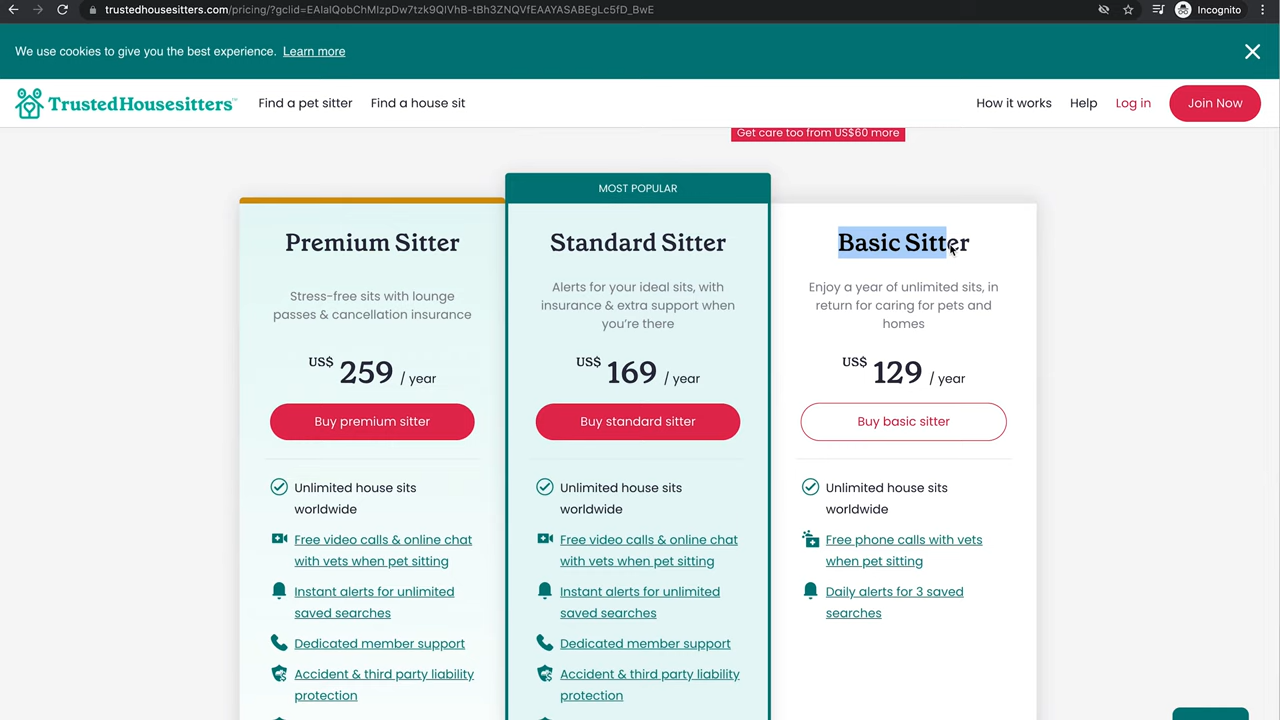 trustedhousesitters.com/pricing/?gclid=EAIaIQobChMIzpDw7tzk9QIVhB-tBh3ZNQVfEAAYASABEgLc5fD_BwE
Incognito
We use cookies to give you the best experience. Learn more
TrustedHousesitters
Find a pet sitter
Find a house sit
How it works
Help
Log in
Join Now
Get care too from US$60 more
MOST POPULAR
Premium Sitter
Stress-free sits with lounge
passes & cancellation insurance
US$ 259 / year
Buy premium sitter
Unlimited house sits
worldwide
Free video calls & online chat
with vets when pet sitting
Instant alerts for unlimited
saved searches
Dedicated member support
Accident & third party liability
protection
Standard Sitter
Alerts for your ideal sits, with
insurance & extra support when
you're there
US$ 169 / year
Buy standard sitter
Unlimited house sits
worldwide
Free video calls & online chat
with vets when pet sitting
Instant alerts for unlimited
saved searches
Dedicated member support
Accident & third party liability
protection
Basic Sitter
Enjoy a year of unlimited sits, in
return for caring for pets and
homes
US$ 129 / year
Buy basic sitter
Unlimited house sits
worldwide
Free phone calls with vets
when pet sitting
Daily alerts for 3 saved
searches